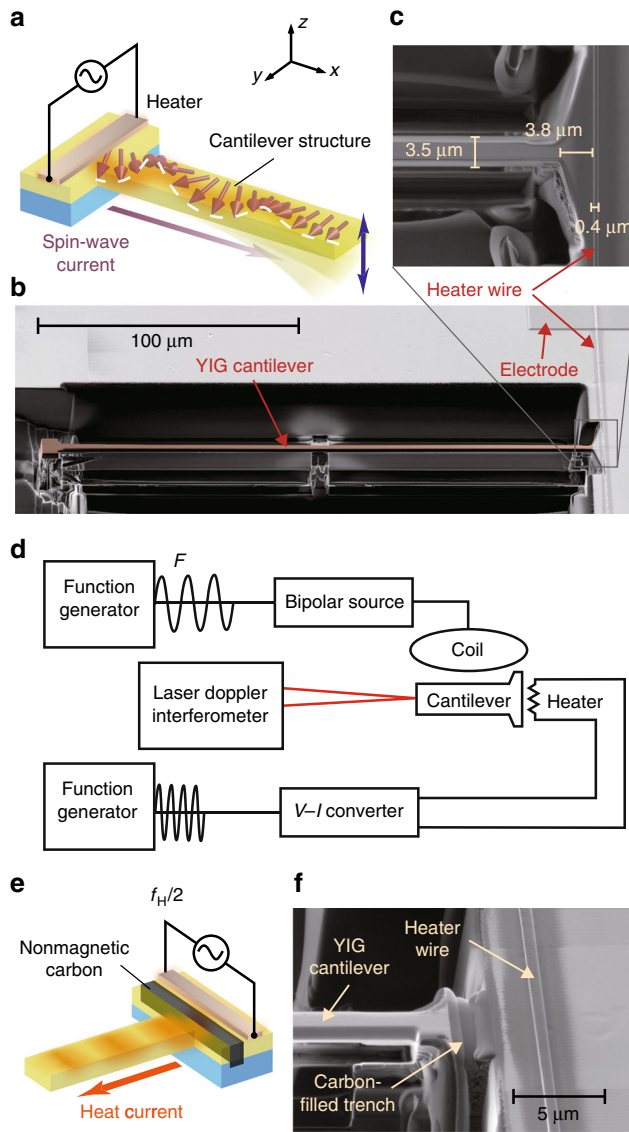 a
z
y
x
Heater
Cantilever structure
Spin-wave
current
c
3.8 μm
3.5 μm
0.4 μm
Heater wire
b
100 μm
Electrode
YIG cantilever
d
F
Function
generator
Bipolar source
Coil
Laser doppler
interferometer
Cantilever
Heater
Function
generator
V–I converter
e
f_H/2
Nonmagnetic
carbon
Heat current
f
Heater
wire
YIG
cantilever
Carbon-
filled trench
5 μm